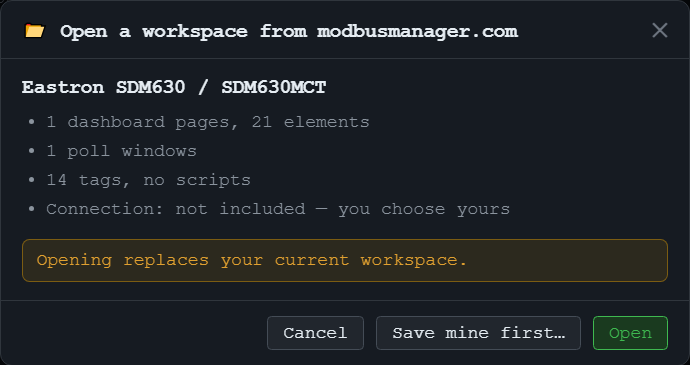 Open a workspace from modbusmanager.com
Eastron SDM630 / SDM630MCT
• 1 dashboard pages, 21 elements
• 1 poll windows
• 14 tags, no scripts
• Connection: not included — you choose yours
Opening replaces your current workspace.
Cancel
Save mine first…
Open